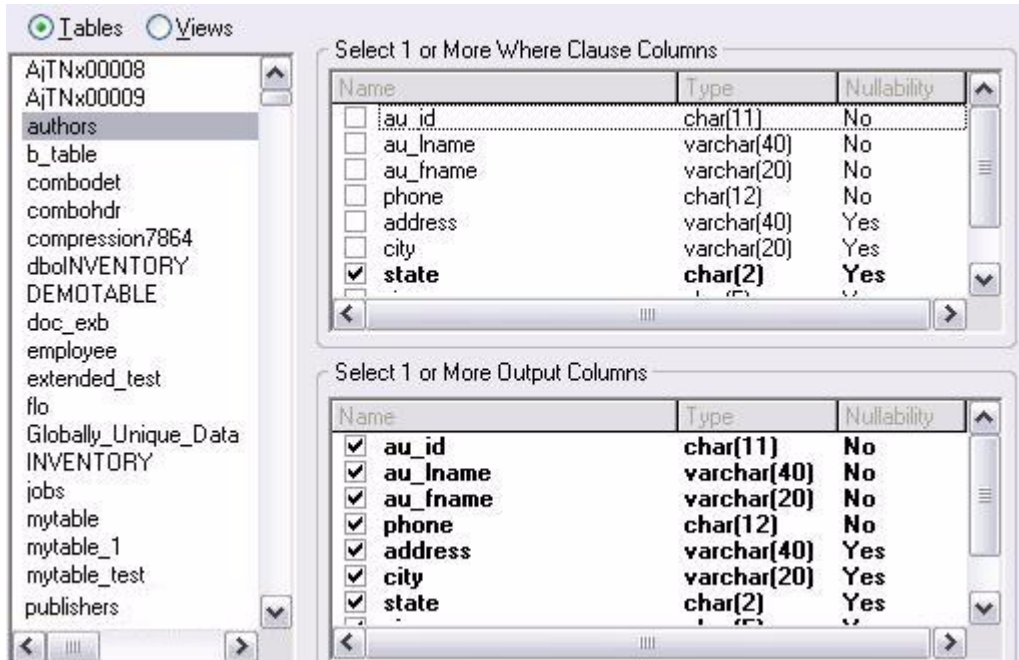 Tables Views
AjTNx00008
AjTNx00009
authors
b_table
combodet
combohdr
compression7864
dboINVENTORY
DEMOTABLE
doc_exb
employee
extended_test
flo
Globally_Unique_Data
INVENTORY
jobs
mytable
mytable_1
mytable_test
publishers
Select 1 or More Where Clause Columns
Name Type Nullability
au_id char(11) No
au_lname varchar(40) No
au_fname varchar(20) No
phone char(12) No
address varchar(40) Yes
city varchar(20) Yes
state char(2) Yes
Select 1 or More Output Columns
Name Type Nullability
au_id char(11) No
au_lname varchar(40) No
au_fname varchar(20) No
phone char(12) No
address varchar(40) Yes
city varchar(20) Yes
state char(2) Yes